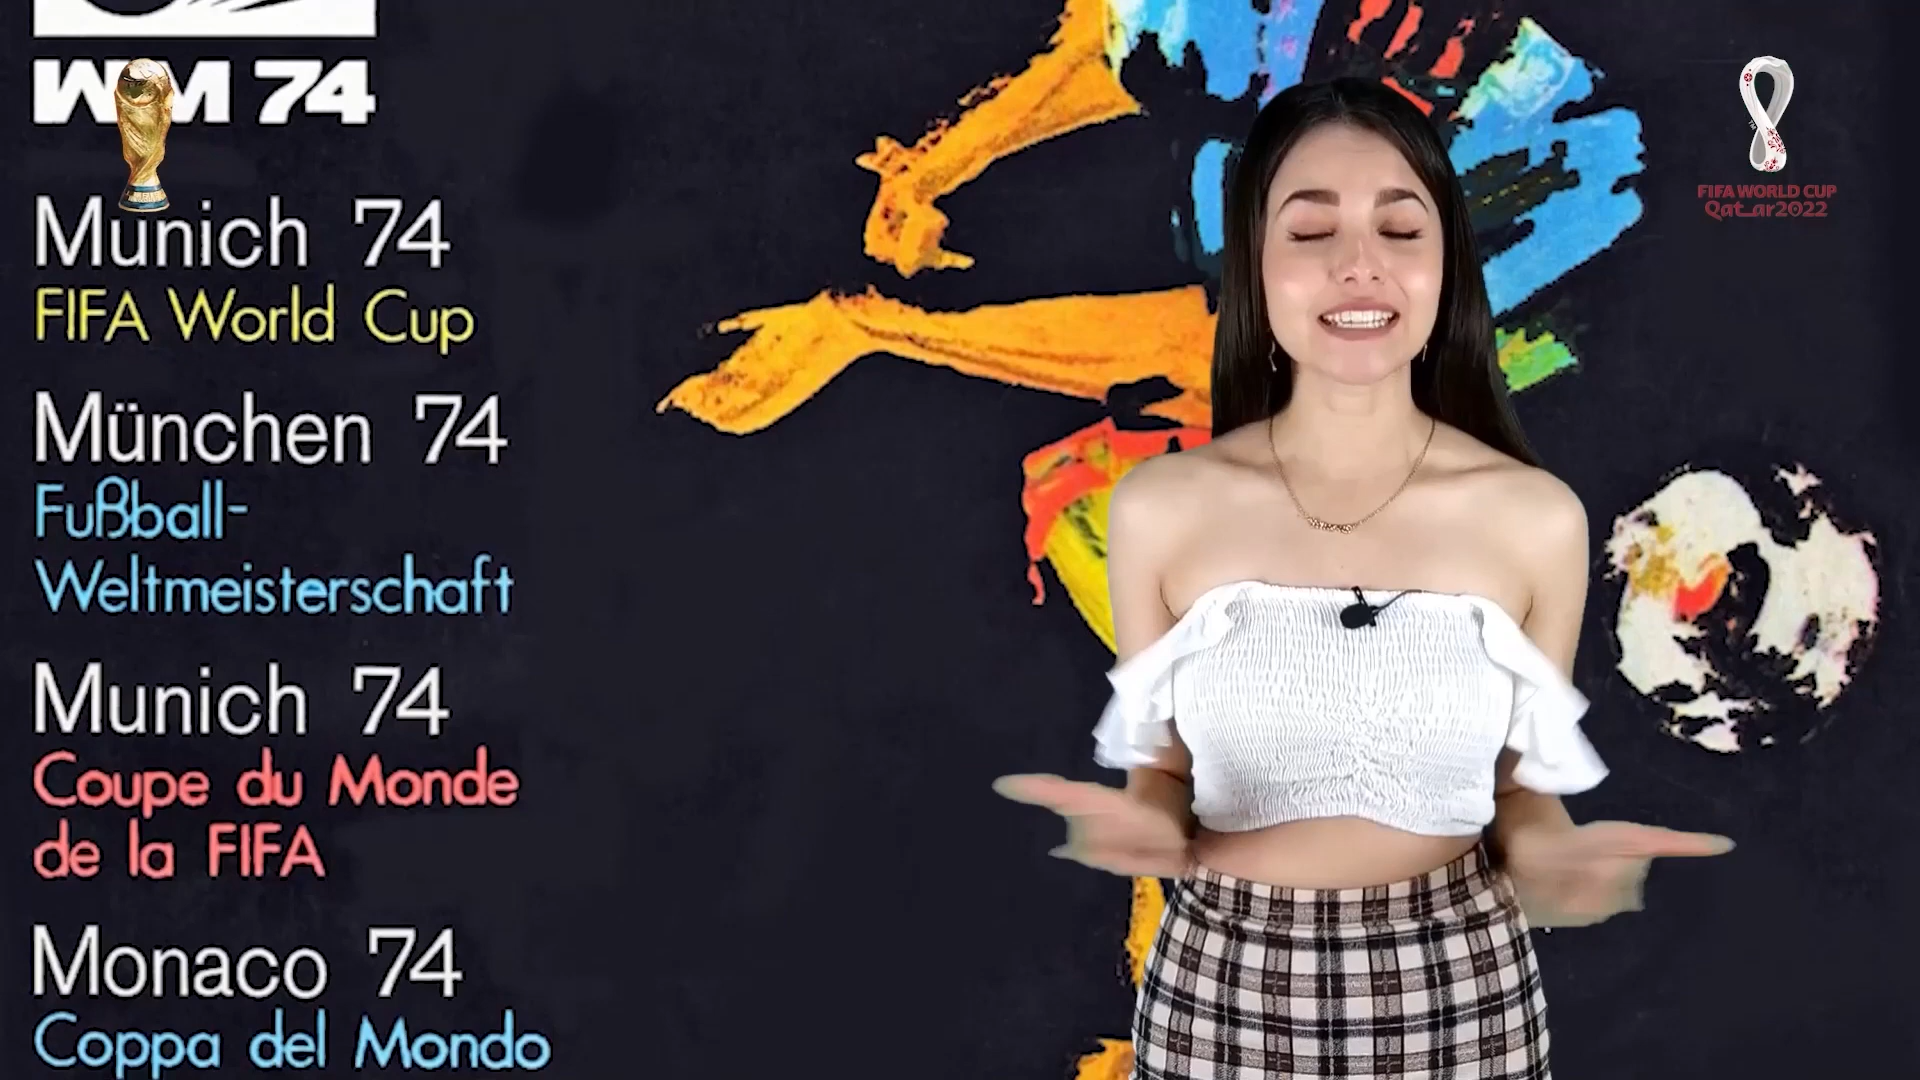 WM 74
Munich 74
FIFA World Cup
München 74
Fußball-
Weltmeisterschaft
Munich 74
Coupe du Monde
de la FIFA
Monaco 74
Coppa del Mondo
FIFA WORLD CUP
Qatar2022